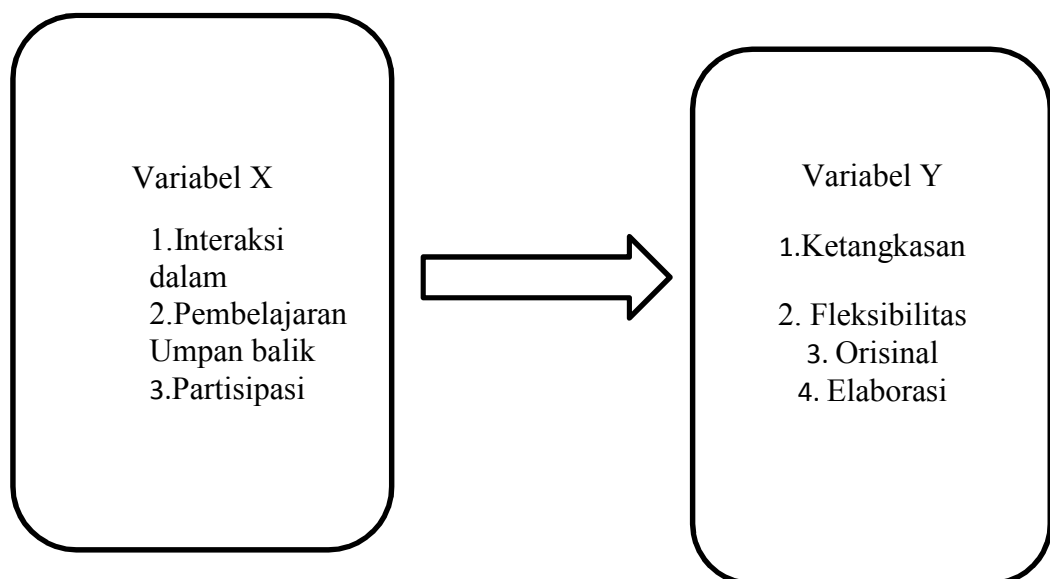 Variabel X
1.Interaksi
dalam
2.Pembelajaran
Umpan balik
3.Partisipasi
Variabel Y
1.Ketangkasan
2. Fleksibilitas
3. Orisinal
4. Elaborasi